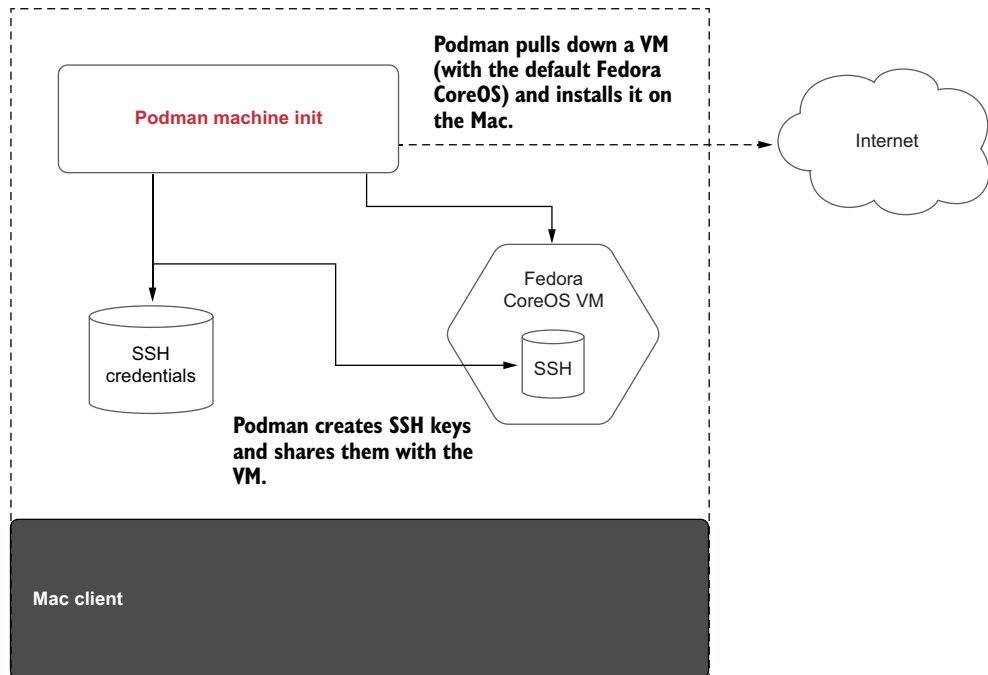 Podman pulls down a VM
(with the default Fedora
CoreOS) and installs it on
the Mac.
Podman machine init
Internet
Fedora
CoreOS VM
SSH
SSH
credentials
Podman creates SSH keys
and shares them with the
VM.
Mac client